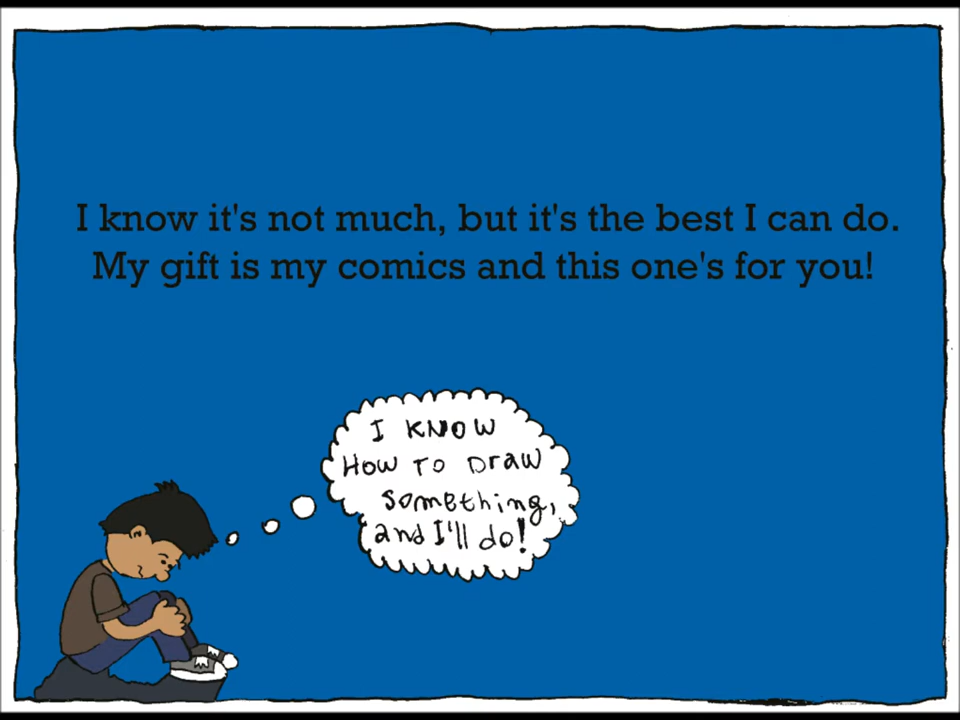 I know it's not much, but it's the best I can do.
My gift is my comics and this one's for you!
I KNOW
HOW TO Draw
something,
and I'll do!